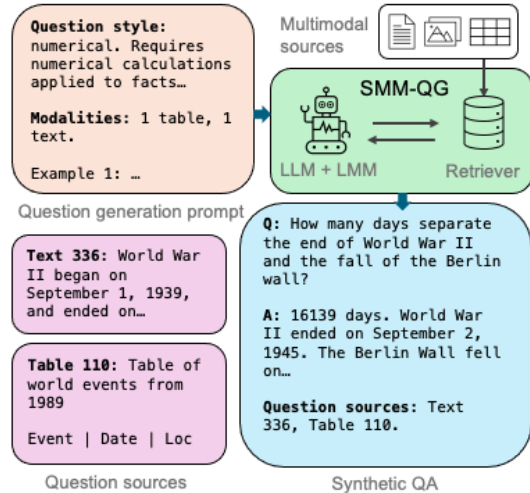 Question style:
numerical. Requires
numerical calculations
applied to facts…
Modalities: 1 table, 1
text.
Example 1: …
Question generation prompt
Multimodal
sources
SMM-QG
LLM + LMM
Retriever
Text 336: World War
II began on
September 1, 1939,
and ended on…
Table 110: Table of
world events from
1989
Event | Date | Loc
Question sources
Q: How many days separate
the end of World War II
and the fall of the Berlin
wall?
A: 16139 days. World War
II ended on September 2,
1945. The Berlin Wall fell
on…
Question sources: Text
336, Table 110.
Synthetic QA